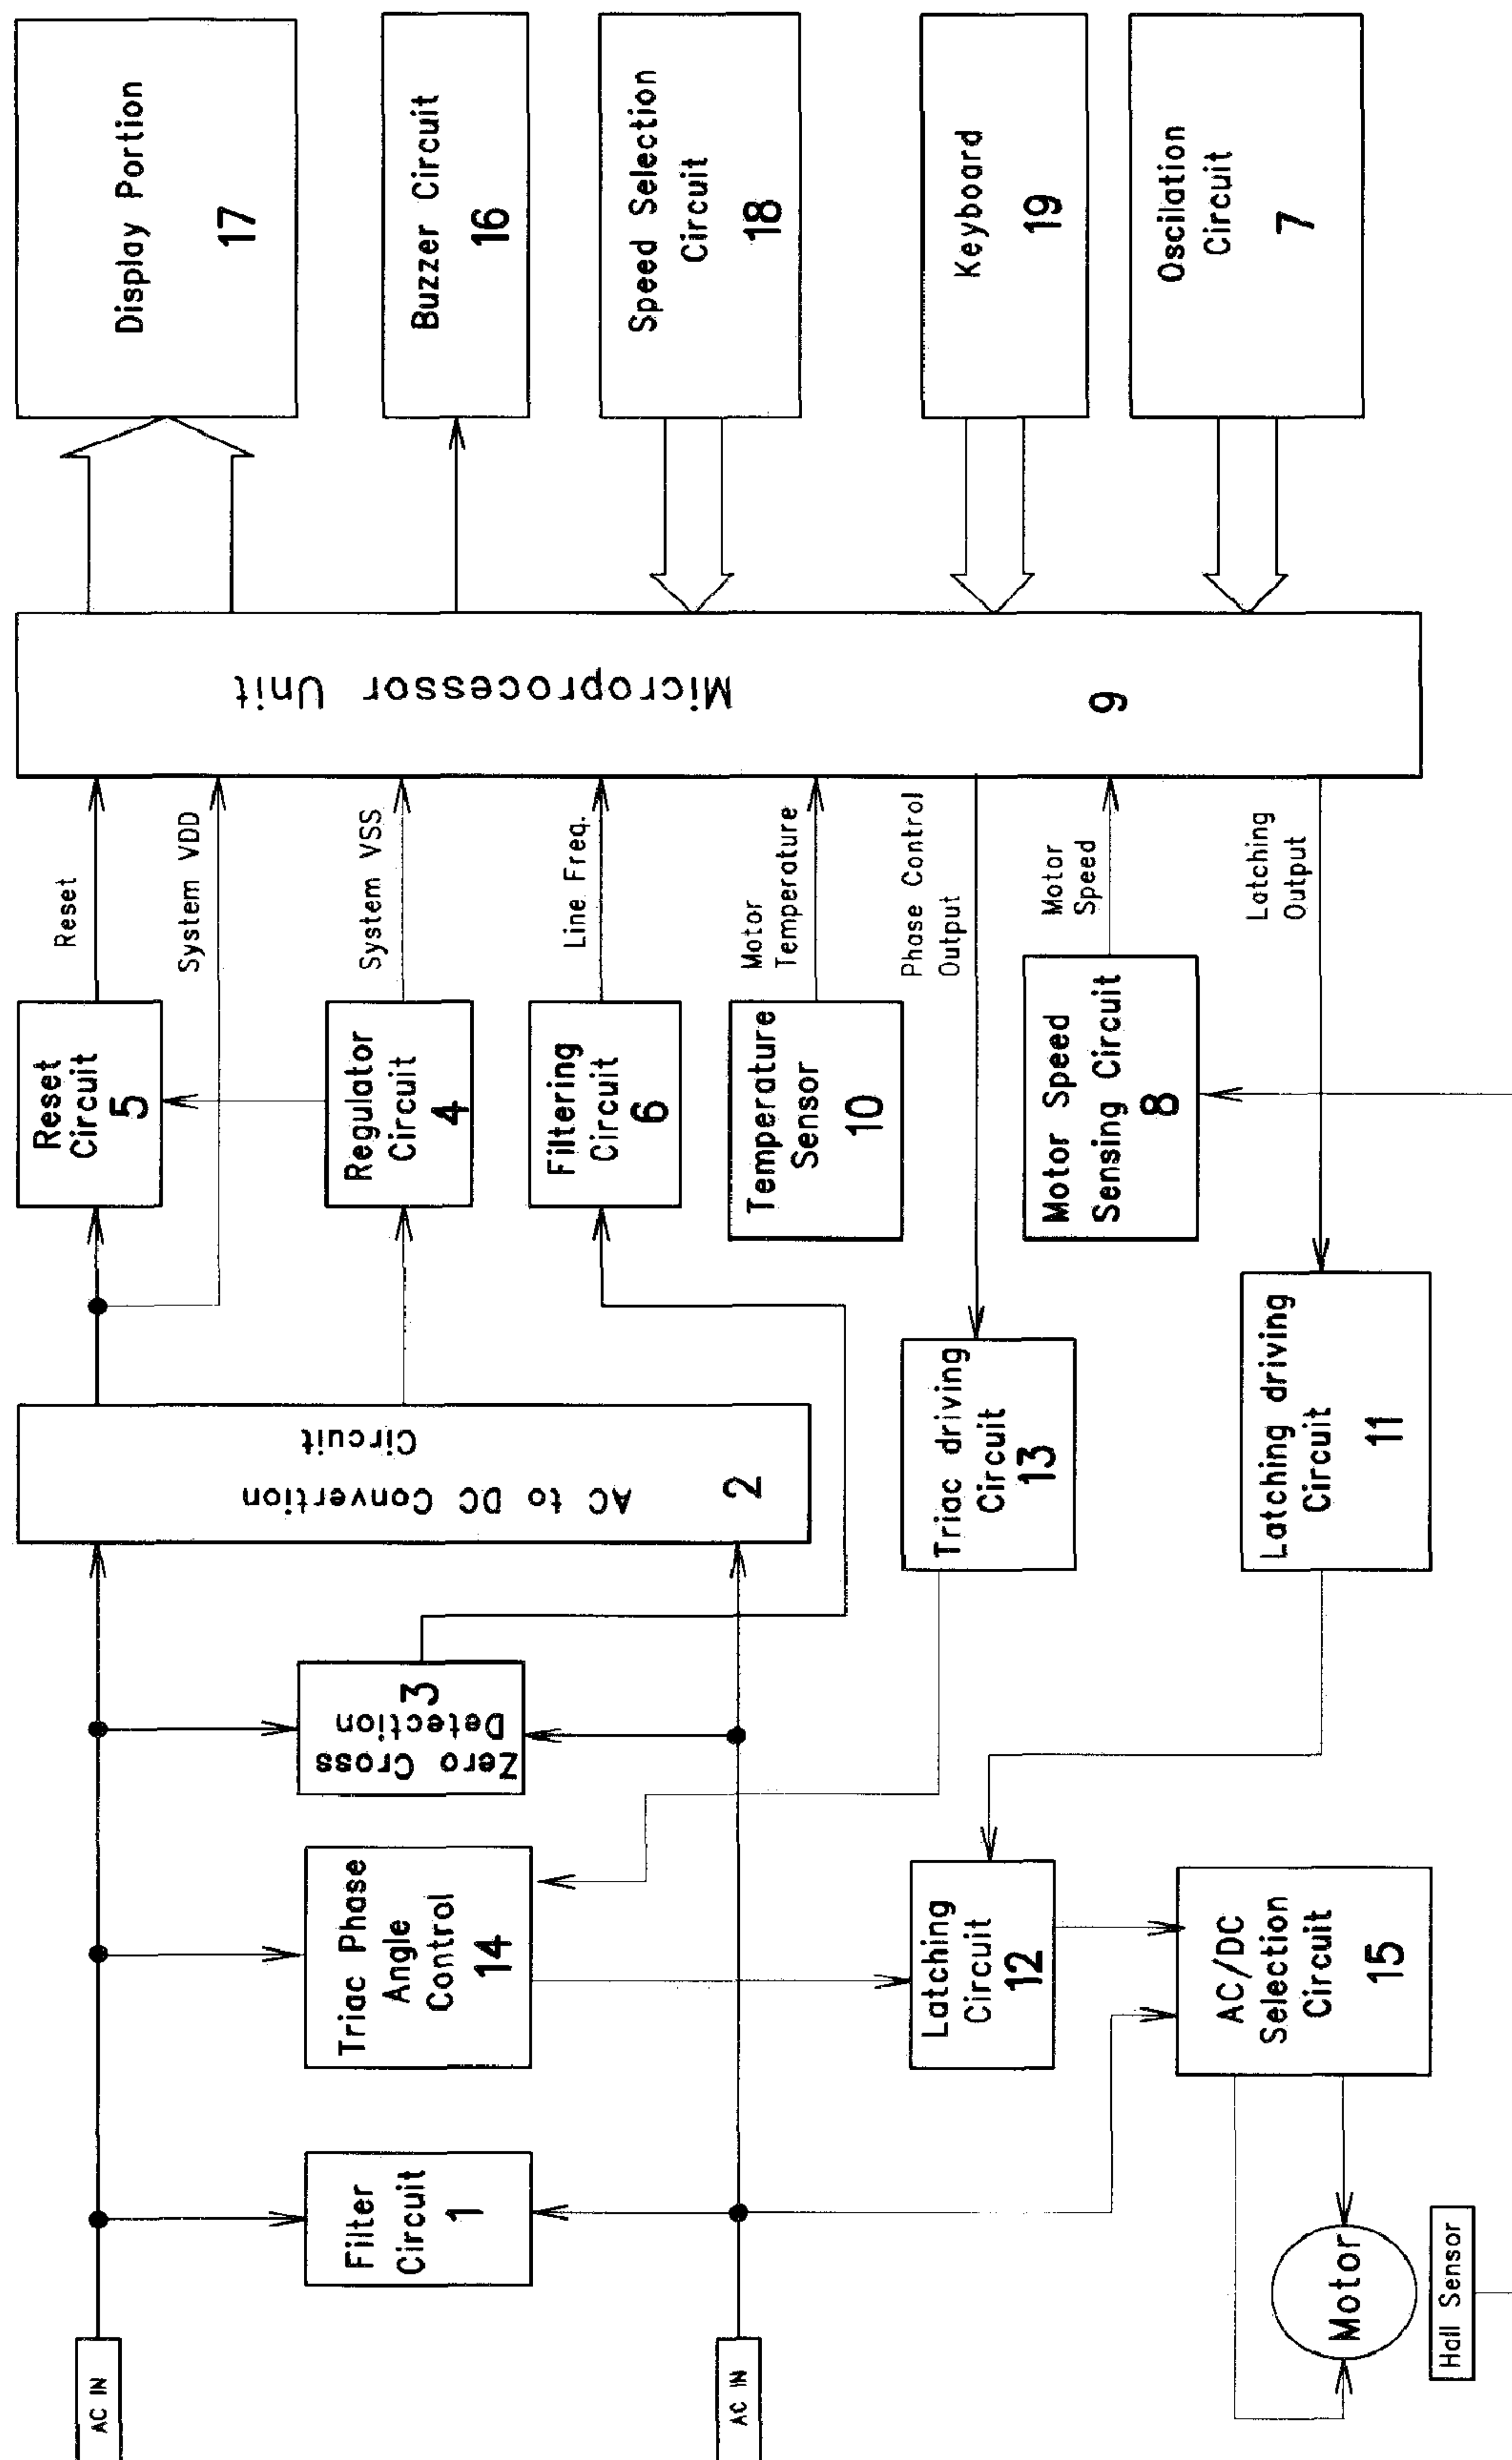 AC IN
AC IN
Filter
Circuit
1
Triac Phase
Angle
Control
14
Zero Cross
Detection
3
AC to DC Convertion
Circuit
2
Reset
Circuit
5
Reset
System VDD
Regulator
Circuit
4
System VSS
Filtering
Circuit
6
Line Freq.
Temperature
Sensor
10
Motor
Temperature
Triac driving
Circuit
13
Phase Control
Output
Motor Speed
Sensing Circuit
8
Motor
Speed
Latching driving
Circuit
11
Latching
Output
Latching
Circuit
12
AC/DC
Selection
Circuit
15
Motor
Hall Sensor
Microprocessor Unit
9
Display Portion
17
Buzzer Circuit
16
Speed Selection
Circuit
18
Keyboard
19
Oscilation
Circuit
7